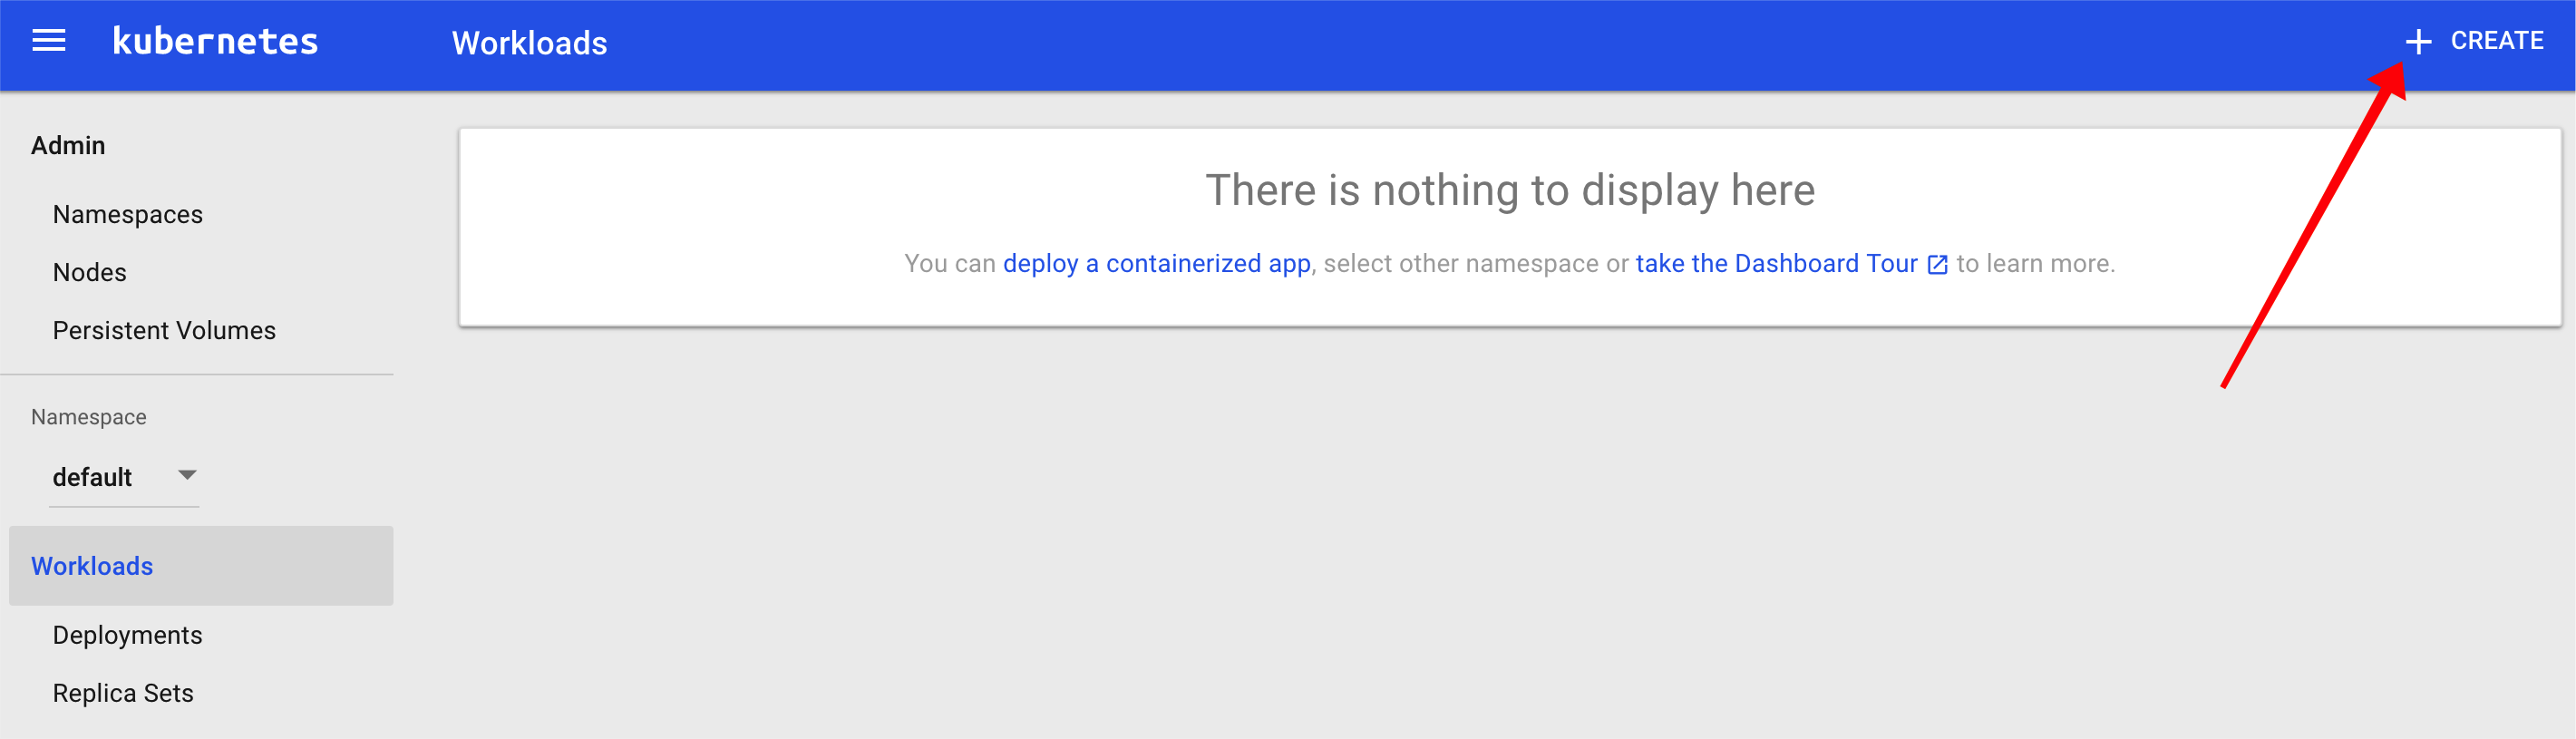 kubernetes
Workloads
+ CREATE
Admin
Namespaces
Nodes
Persistent Volumes
Namespace
default
Workloads
Deployments
Replica Sets
There is nothing to display here
You can deploy a containerized app, select other namespace or take the Dashboard Tour to learn more.